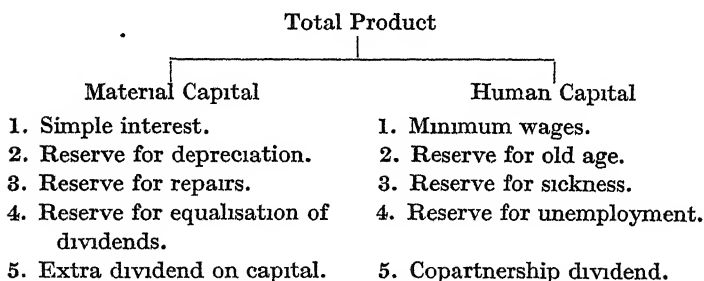 Total Product
Material Capital
1. Simple interest.
2. Reserve for depreciation.
3. Reserve for repairs.
4. Reserve for equalisation of
dividends.
5. Extra dividend on capital.
Human Capital
1. Minimum wages.
2. Reserve for old age.
3. Reserve for sickness.
4. Reserve for unemployment.
5. Copartnership dividend.